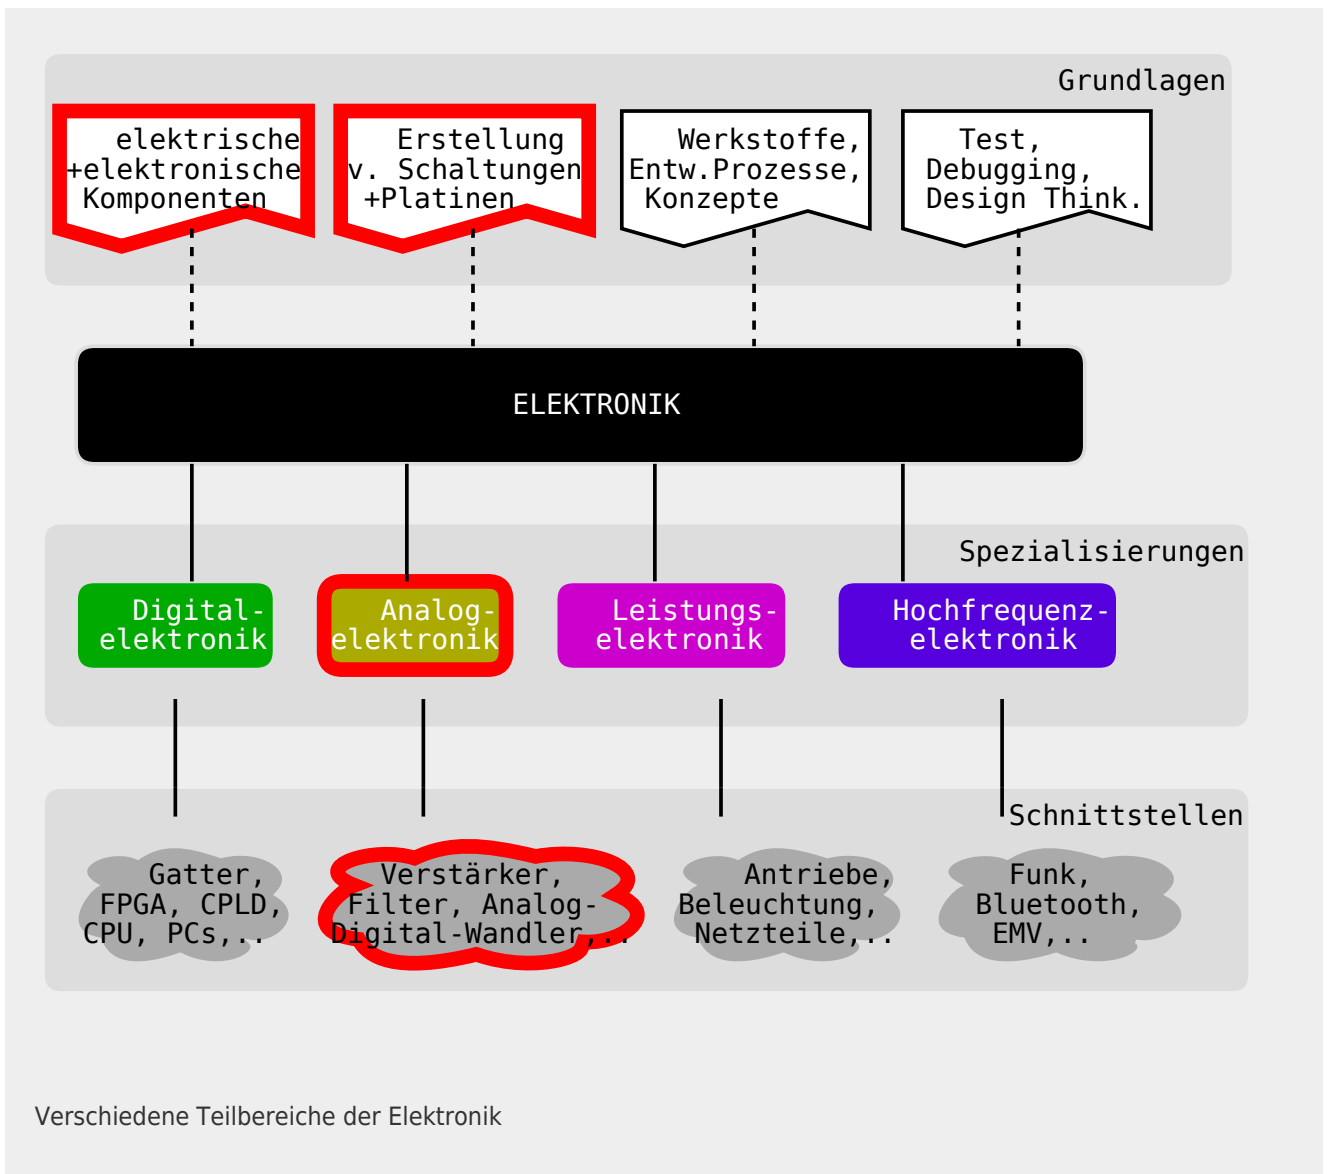 Grundlagen
elektrische
+elektronische
Komponenten
Erstellung
v. Schaltungen
+Platinen
Werkstoffe,
Entw.Prozesse,
Konzepte
Test,
Debugging,
Design Think.
ELEKTRONIK
Spezialisierungen
Digital-
elektronik
Analog-
elektronik
Leistungs-
elektronik
Hochfrequenz-
elektronik
Schnittstellen
Gatter,
FPGA, CPLD,
CPU, PCs,..
Verstärker,
Filter, Analog-
Digital-Wandler,..
Antriebe,
Beleuchtung,
Netzteile,..
Funk,
Bluetooth,
EMV,..
Verschiedene Teilbereiche der Elektronik